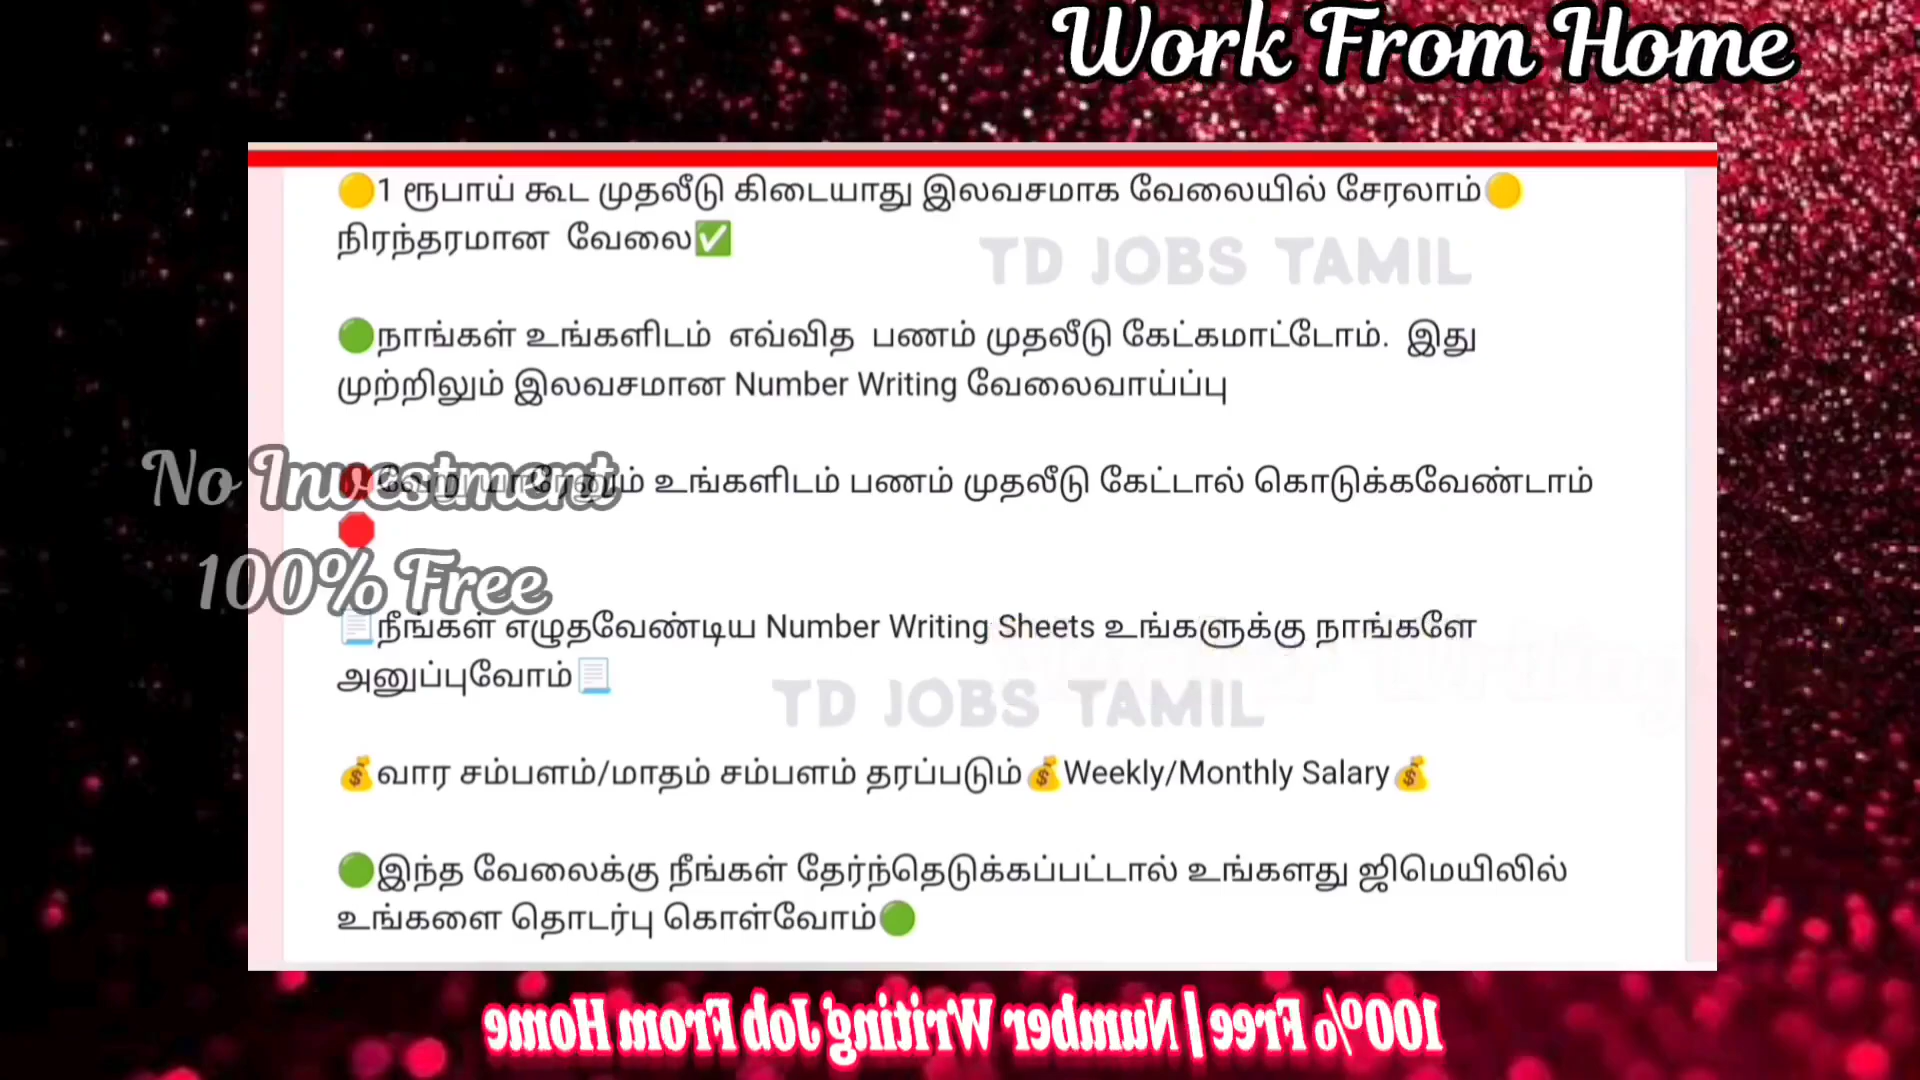 Work From Home
🟡1 ரூபாய் கூட முதலீடு கிடையாது இலவசமாக வேலையில் சேரலாம்🟡
நிரந்தரமான வேலை✅
TD JOBS TAMIL
🟢நாங்கள் உங்களிடம் எவ்வித பணம் முதலீடு கேட்கமாட்டோம். இது
முற்றிலும் இலவசமான Number Writing வேலைவாய்ப்பு
No Investment
🛑வேறு யாரேனும் உங்களிடம் பணம் முதலீடு கேட்டால் கொடுக்கவேண்டாம்
🛑
100% Free
📃நீங்கள் எழுதவேண்டிய Number Writing Sheets உங்களுக்கு நாங்களே
அனுப்புவோம்📃
TD JOBS TAMIL
💰வார சம்பளம்/மாதம் சம்பளம் தரப்படும்💰Weekly/Monthly Salary💰
🟢இந்த வேலைக்கு நீங்கள் தேர்ந்தெடுக்கப்பட்டால் உங்களது ஜிமெயிலில்
உங்களை தொடர்பு கொள்வோம்🟢
100% Free | Number Writing Job From Home